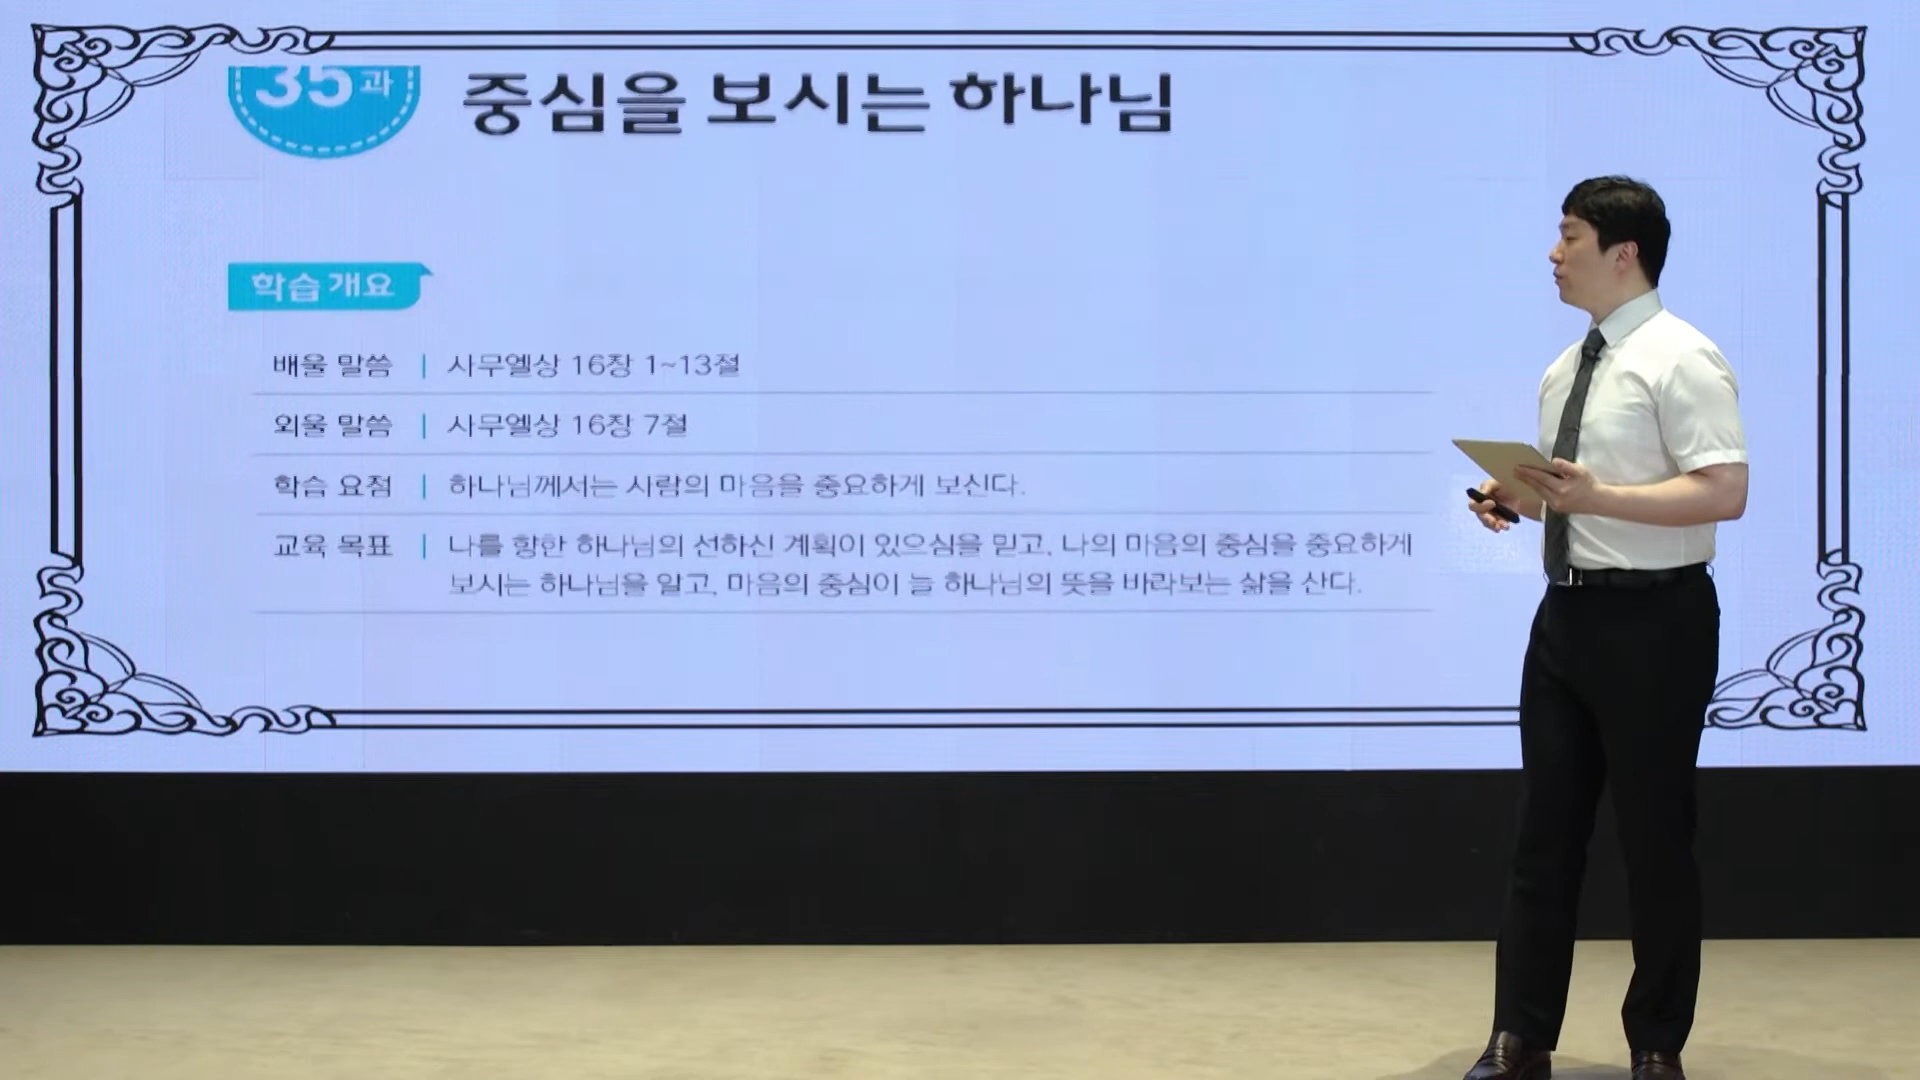 35과
중심을 보시는 하나님
학습 개요
배울 말씀 | 사무엘상 16장 1~13절
외울 말씀 | 사무엘상 16장 7절
학습 요점 | 하나님께서는 사람의 마음을 중요하게 보신다.
교육 목표 | 나를 향한 하나님의 선하신 계획이 있으심을 믿고, 나의 마음의 중심을 중요하게
보시는 하나님을 알고, 마음의 중심이 늘 하나님의 뜻을 바라보는 삶을 산다.